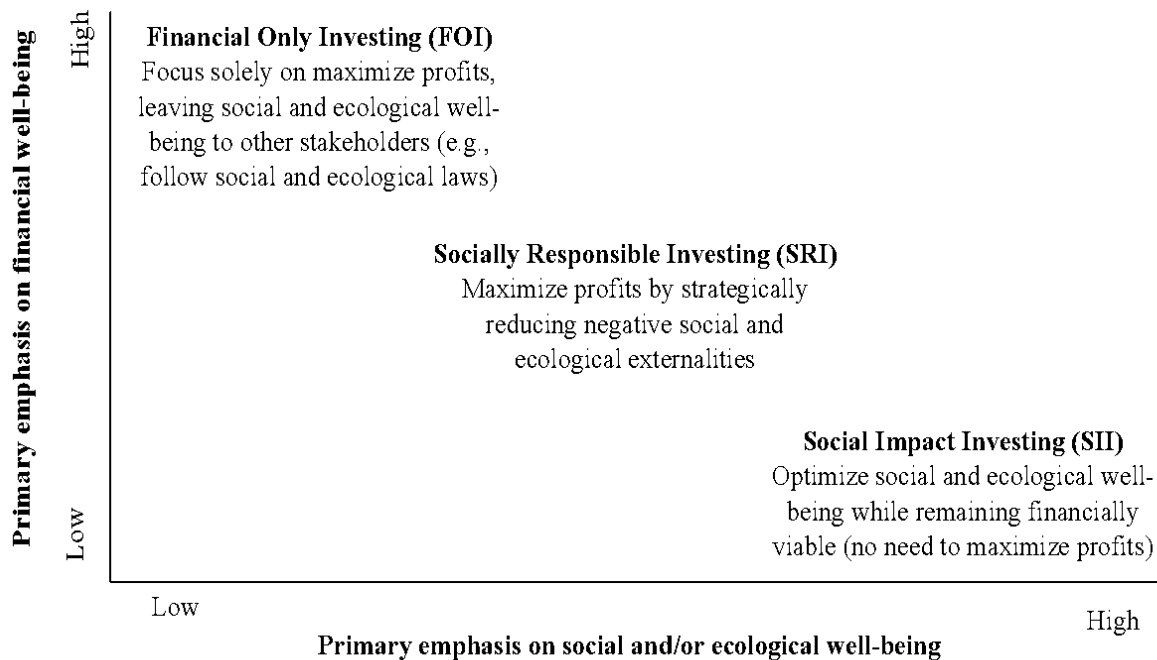 Primary emphasis on financial well-being
High
Low
Financial Only Investing (FOI)
Focus solely on maximize profits,
leaving social and ecological well-
being to other stakeholders (e.g.,
follow social and ecological laws)
Socially Responsible Investing (SRI)
Maximize profits by strategically
reducing negative social and
ecological externalities
Social Impact Investing (SII)
Optimize social and ecological well-
being while remaining financially
viable (no need to maximize profits)
Low
High
Primary emphasis on social and/or ecological well-being